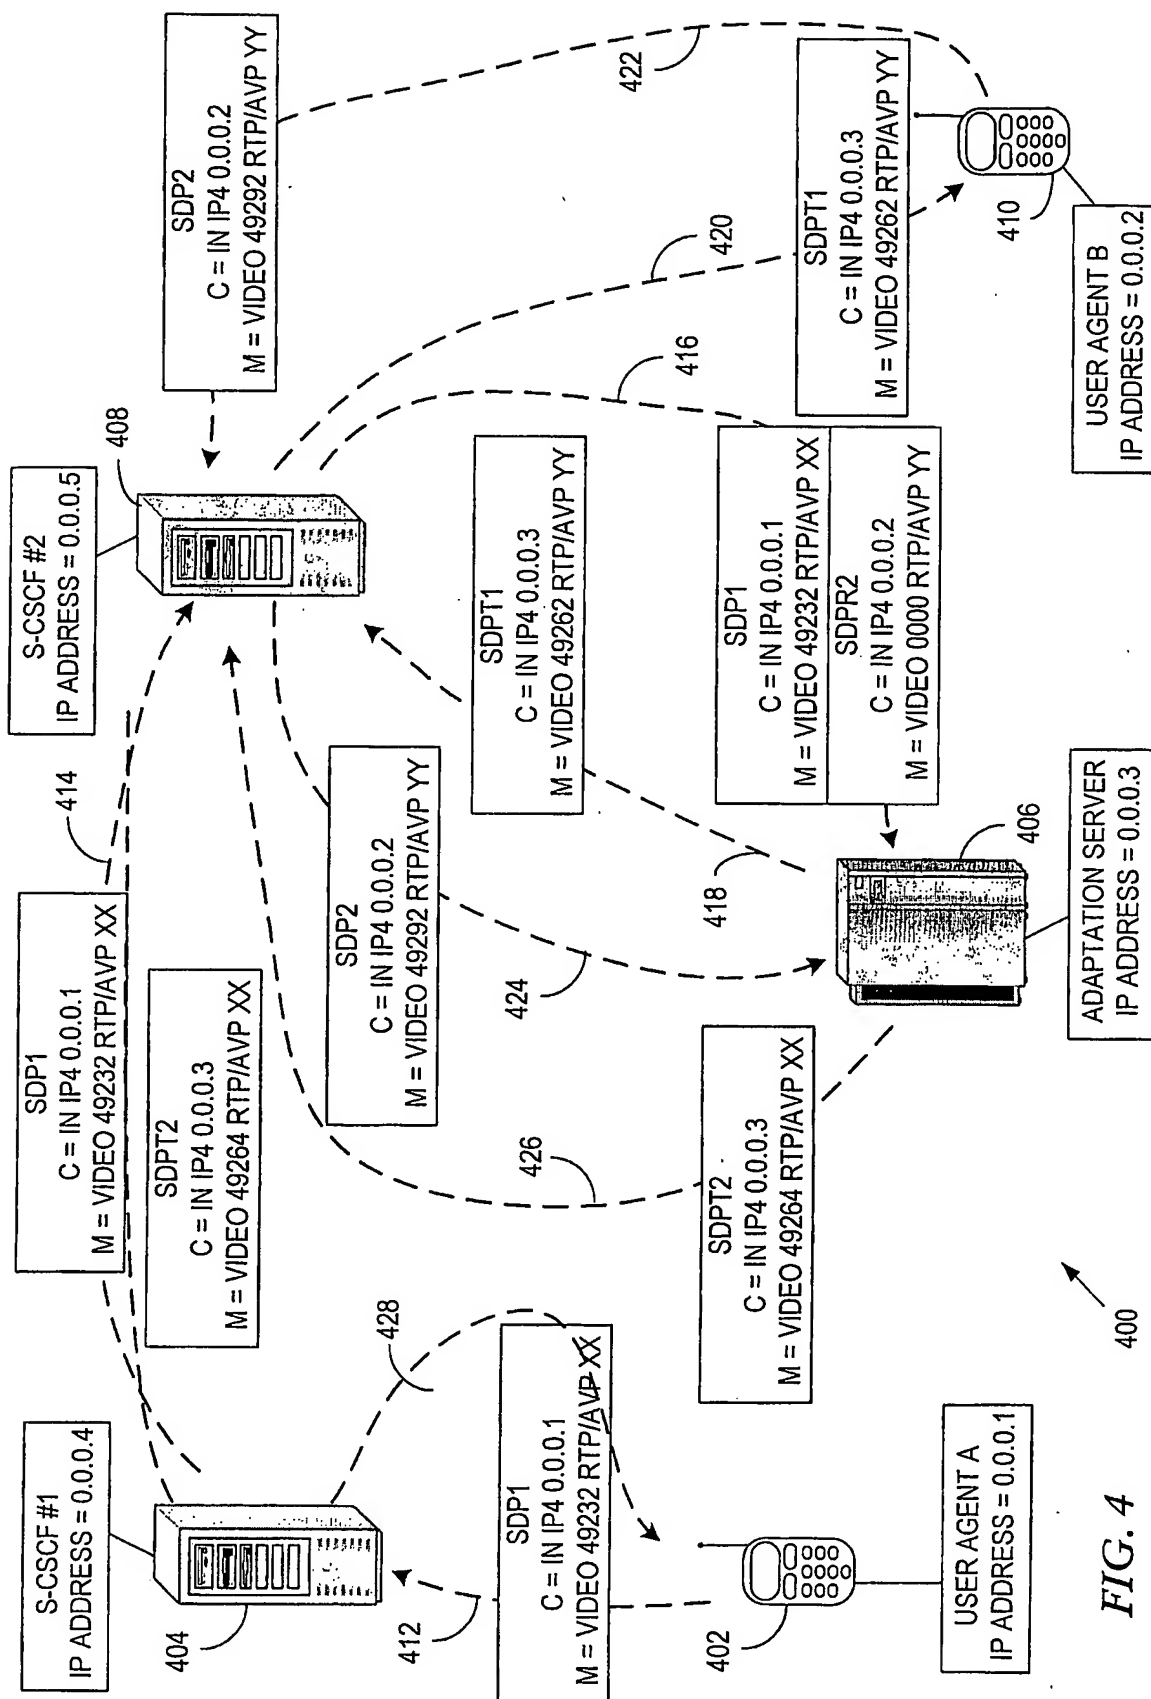 S-CSCF #1
IP ADDRESS = 0.0.0.4
404
412
SDP1
C = IN IP4 0.0.0.1
M = VIDEO 49232 RTP/AVP XX
402
USER AGENT A
IP ADDRESS = 0.0.0.1
428
SDP1
C = IN IP4 0.0.0.1
M = VIDEO 49232 RTP/AVP XX
414
SDPT2
C = IN IP4 0.0.0.3
M = VIDEO 49264 RTP/AVP XX
426
SDPT2
C = IN IP4 0.0.0.3
M = VIDEO 49264 RTP/AVP XX
SDP2
C = IN IP4 0.0.0.2
M = VIDEO 49292 RTP/AVP YY
424
418
406
ADAPTATION SERVER
IP ADDRESS = 0.0.0.3
S-CSCF #2
IP ADDRESS = 0.0.0.5
408
SDPT1
C = IN IP4 0.0.0.3
M = VIDEO 49262 RTP/AVP YY
SDP1
C = IN IP4 0.0.0.1
M = VIDEO 49232 RTP/AVP XX
SDPR2
C = IN IP4 0.0.0.2
M = VIDEO 0000 RTP/AVP YY
416
420
SDP2
C = IN IP4 0.0.0.2
M = VIDEO 49292 RTP/AVP YY
422
SDPT1
C = IN IP4 0.0.0.3
M = VIDEO 49262 RTP/AVP YY
410
USER AGENT B
IP ADDRESS = 0.0.0.2
400
FIG. 4